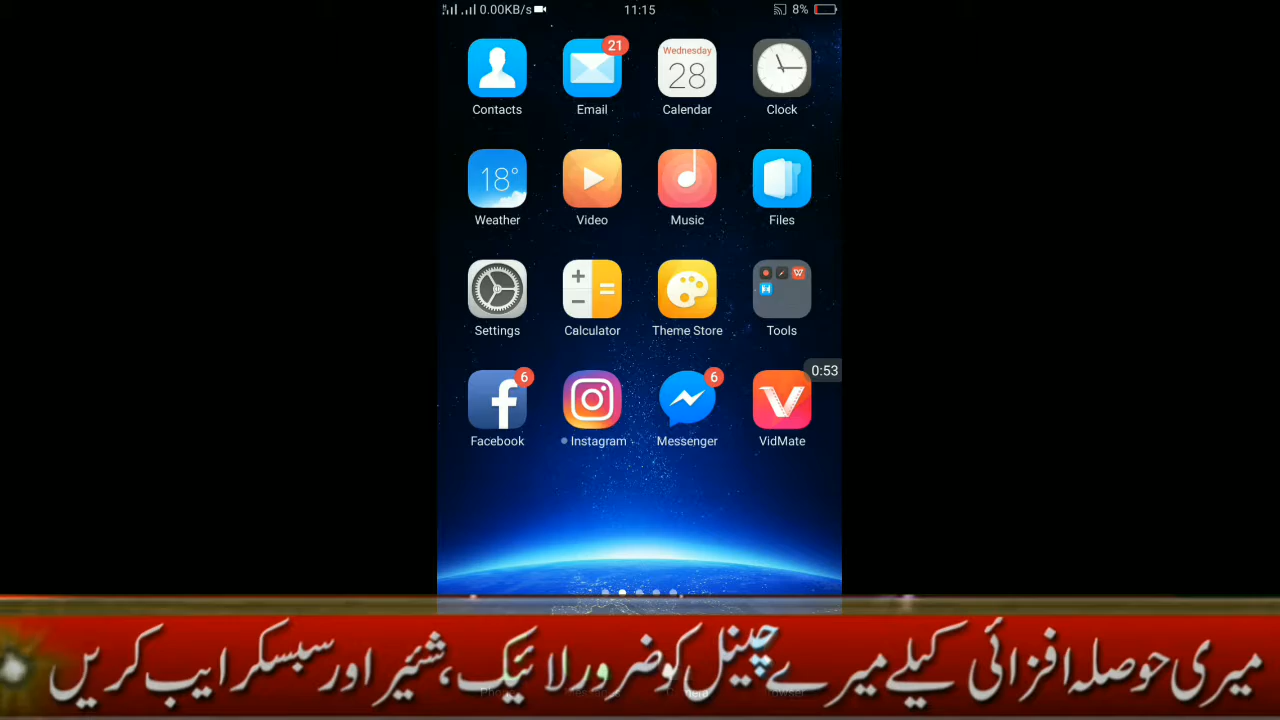 0.00KB/s 11:15 8%
21
Wednesday
28
Contacts Email Calendar Clock
18°
Weather Video Music Files
Settings Calculator Theme Store Tools
6 6 0:53
Facebook Instagram Messenger VidMate
میری حوصلہ افزائی کیلے میرے چینل کو ضرور لائیک، شئیر اور سبسکرایب کریں